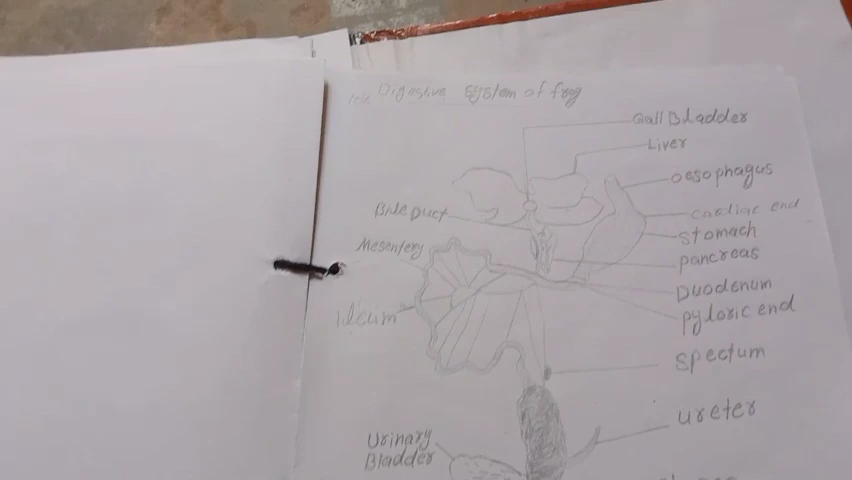 Digestive system of frog
Gall Bladder
Liver
oesophagus
Bile Duct
cardiac end
stomach
Mesentery
pancreas
Duodenum
Ileum
pyloric end
spectum
ureter
Urinary
Bladder